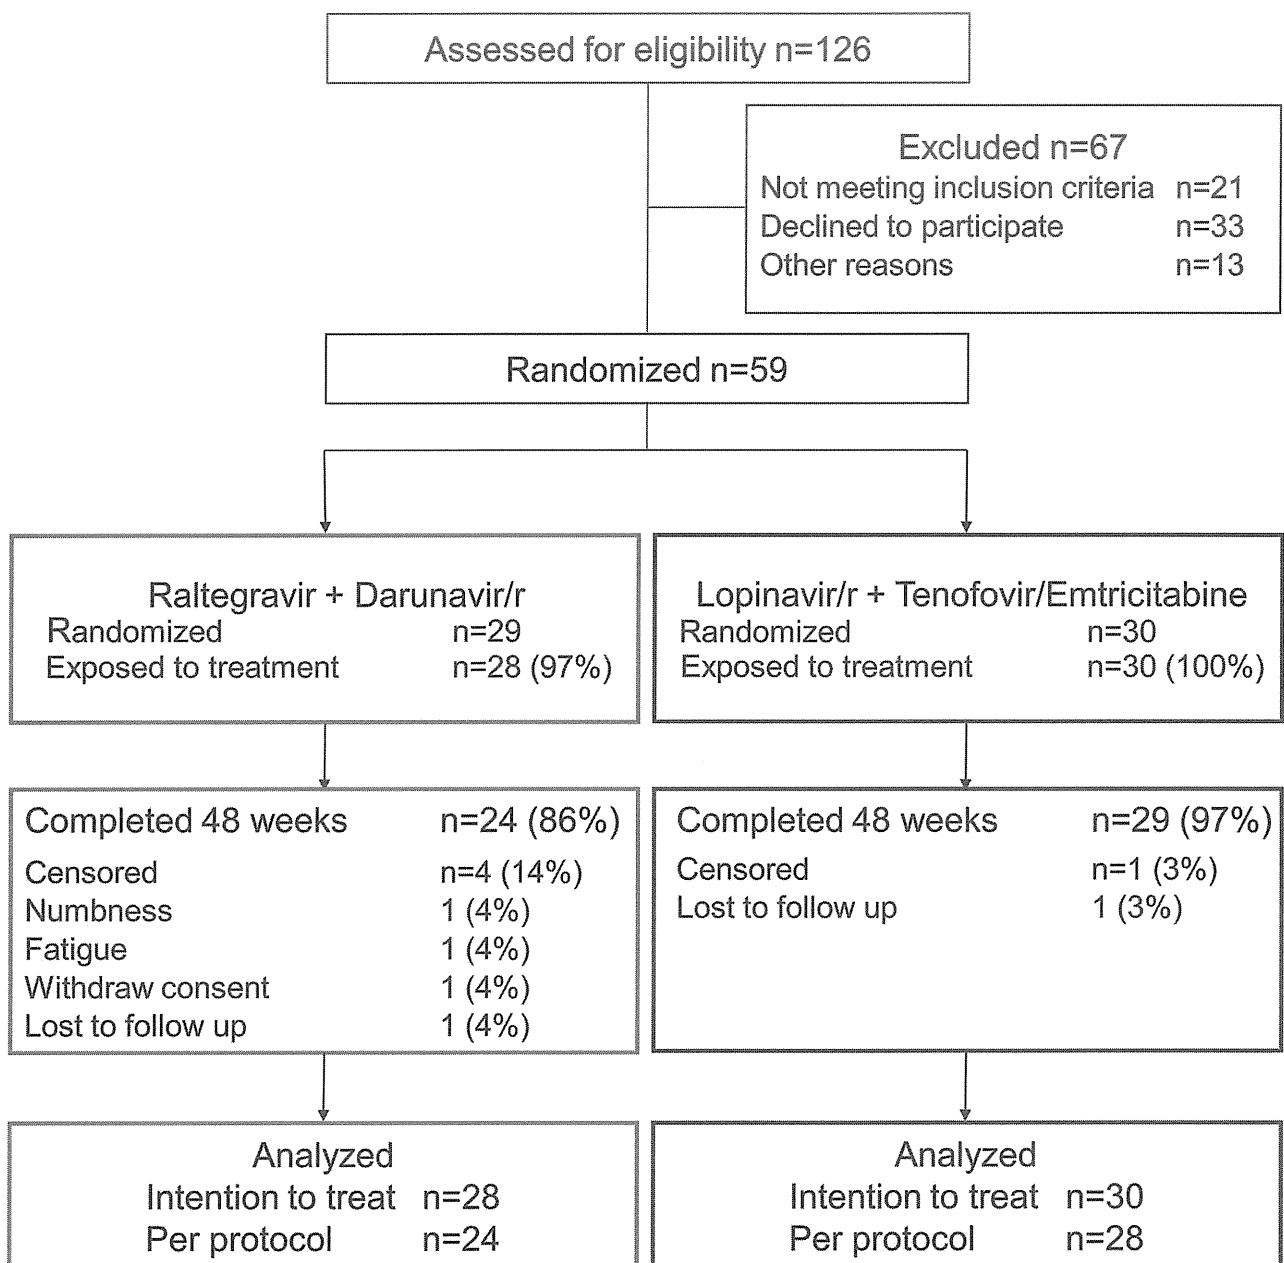 Assessed for eligibility n=126
Excluded n=67
Not meeting inclusion criteria n=21
Declined to participate n=33
Other reasons n=13
Randomized n=59
Raltegravir + Darunavir/r
Randomized n=29
Exposed to treatment n=28 (97%)
Lopinavir/r + Tenofovir/Emtricitabine
Randomized n=30
Exposed to treatment n=30 (100%)
Completed 48 weeks n=24 (86%)
Censored n=4 (14%)
Numbness 1 (4%)
Fatigue 1 (4%)
Withdraw consent 1 (4%)
Lost to follow up 1 (4%)
Completed 48 weeks n=29 (97%)
Censored n=1 (3%)
Lost to follow up 1 (3%)
Analyzed
Intention to treat n=28
Per protocol n=24
Analyzed
Intention to treat n=30
Per protocol n=28